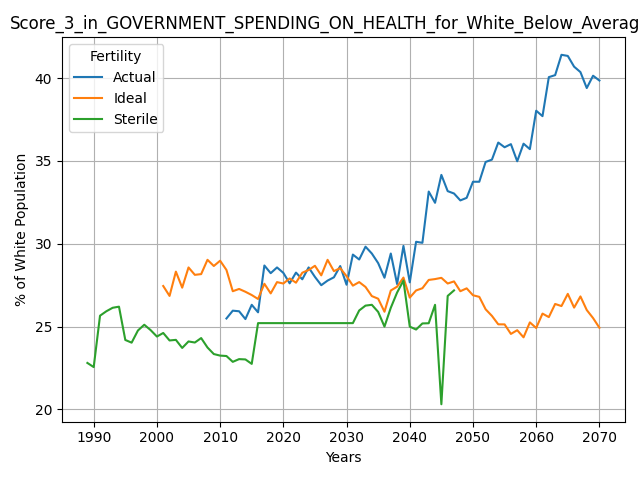 Score_3_in_GOVERNMENT_SPENDING_ON_HEALTH_for_White_Below_Averag
Fertility
Actual
Ideal
Sterile
% of White Population
40
35
30
25
20
1990 2000 2010 2020 2030 2040 2050 2060 2070
Years